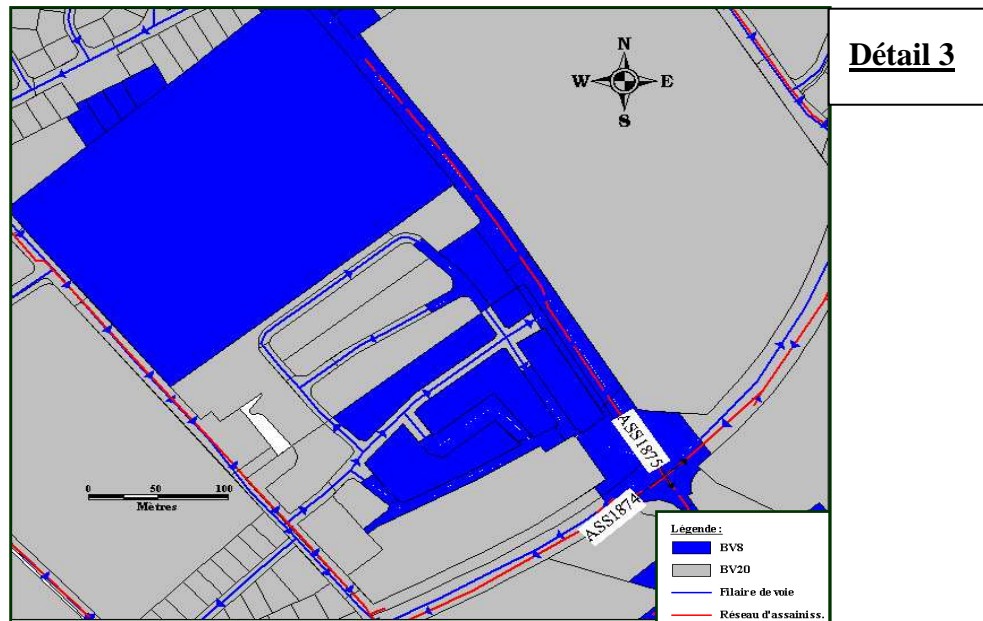 Détail 3
N
W E
S
ASS1875
ASS1874
0 50 100
Mètres
Légende :
BV8
BV20
Filaire de voie
Réseau d'assainiss.